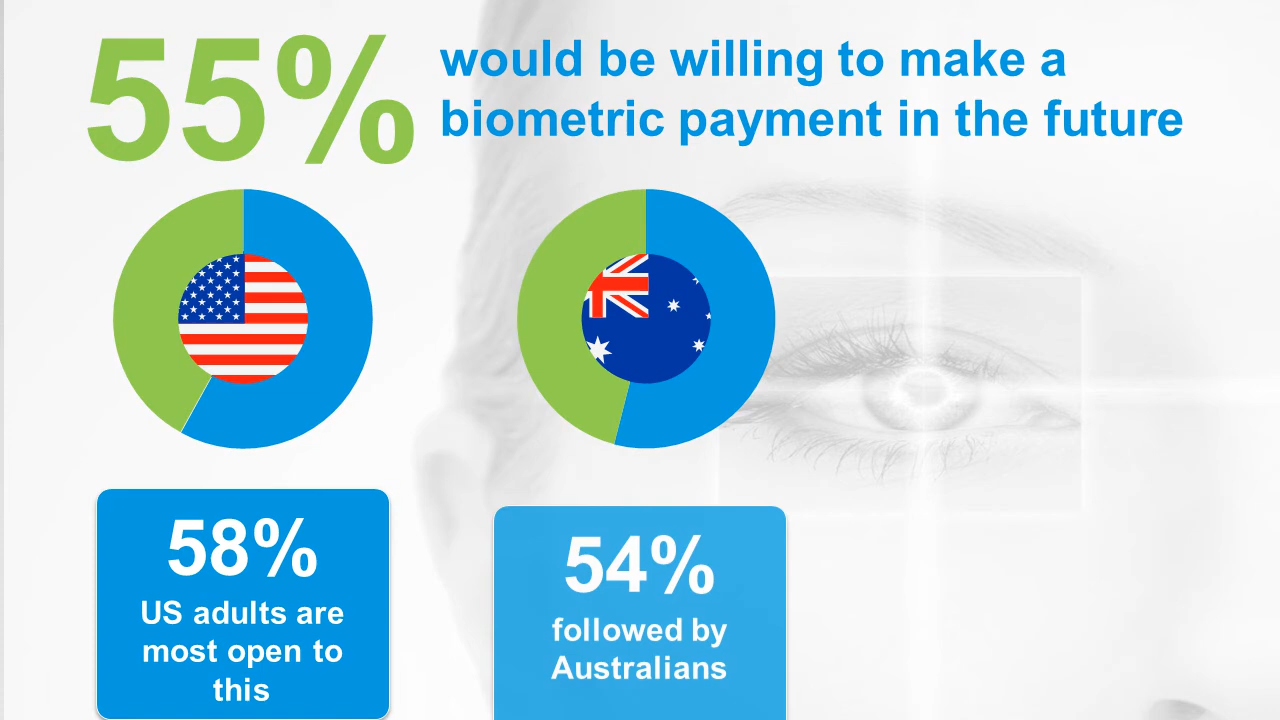 55%
would be willing to make a
biometric payment in the future
58%
US adults are
most open to
this
54%
followed by
Australians